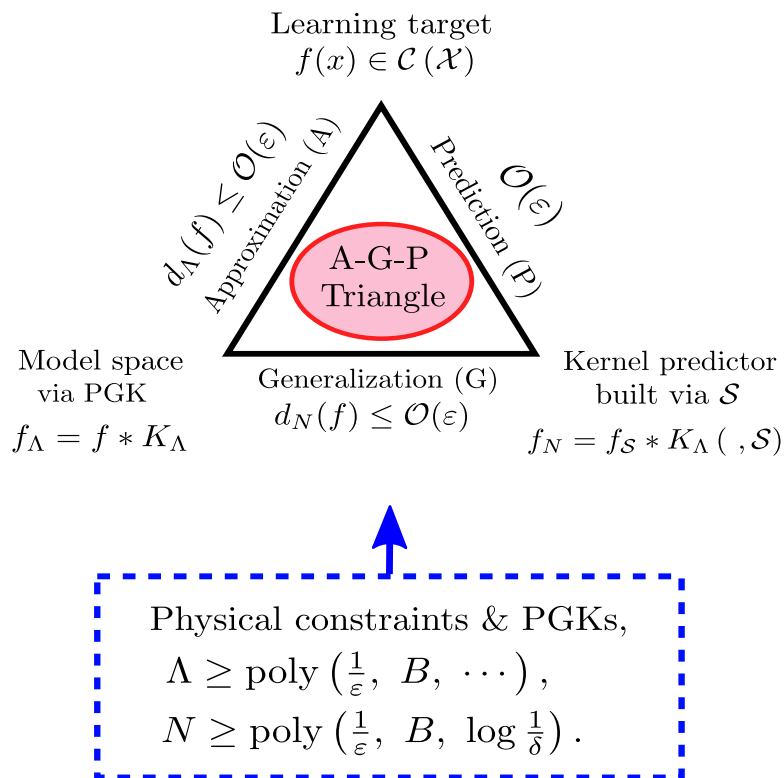 Learning target
f(x) ∈ 𝒞 (𝒳)
d_Λ(f) ≤ 𝒪(ε)
Approximation (A)
𝒪(ε)
Prediction (P)
A-G-P
Triangle
Model space
via PGK
f_Λ = f ∗ K_Λ
Generalization (G)
d_N(f) ≤ 𝒪(ε)
Kernel predictor
built via 𝒮
f_N = f_𝒮 ∗ K_Λ ( , 𝒮)
Physical constraints & PGKs,
Λ ≥ poly (1/ε, B, ⋯) ,
N ≥ poly (1/ε, B, log 1/δ) .